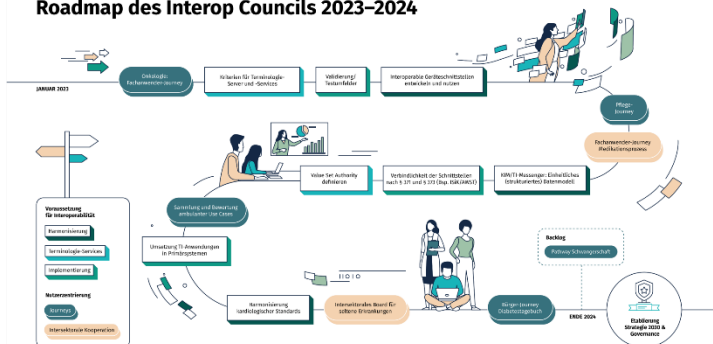 Roadmap des Interop Councils 2023–2024
JANUAR 2023
Onkologie:
Fachanwender-Journey
Kriterien für Terminologie-
Server und -Services
Validierung/
Testumfelder
Interoperable Geräteschnittstellen
entwickeln und nutzen
Pflege-
Journey
Fachanwender-Journey
Medikationsprozess
KIM/TI-Messenger: Einheitliches
(strukturiertes) Datenmodell
Verbindlichkeit der Schnittstellen
nach § 371 und § 373 (Bsp. ISiK/AWST)
Value Set Authority
definieren
Sammlung und Bewertung
ambulanter Use Cases
Umsetzung TI-Anwendungen
in Primärsystemen
Harmonisierung
kardiologischer Standards
Intersektorales Board für
seltene Erkrankungen
Bürger-Journey
Diabetestagebuch
ENDE 2024
Backlog
Pathway Schwangerschaft
Etablierung
Strategie 2030 &
Governance
Voraussetzung
für Interoperabilität
Harmonisierung
Terminologie-Services
Implementierung
Nutzerzentrierung
Journeys
Intersektorale Kooperation